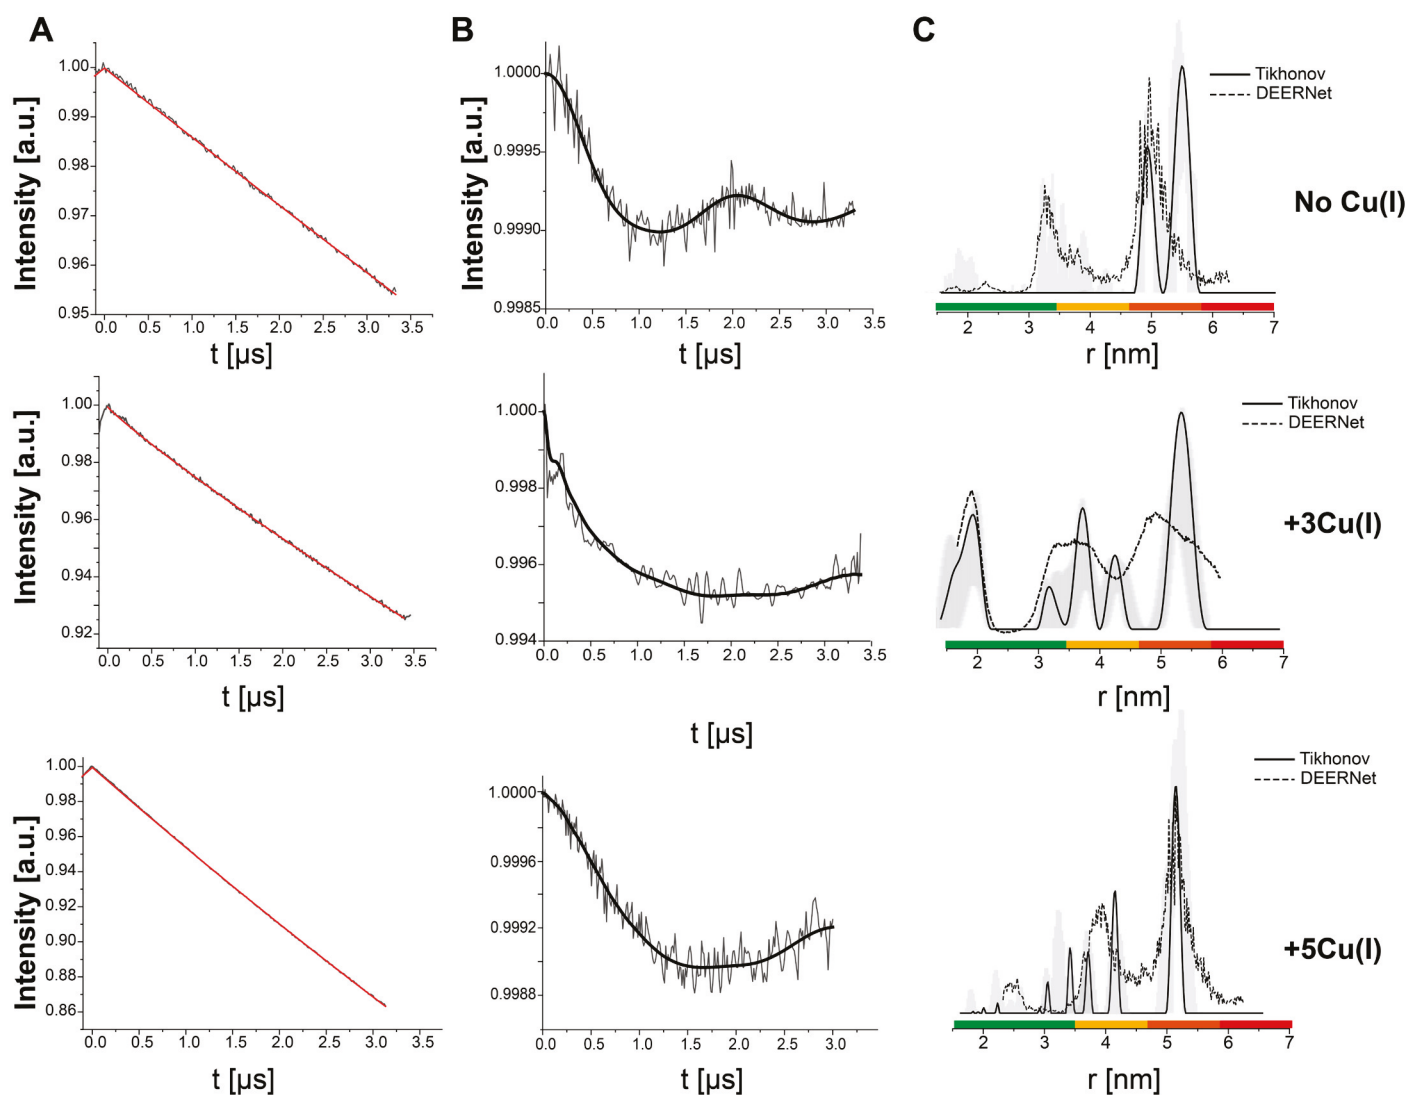 A
B
C
Intensity [a.u.]
1.00
0.99
0.98
0.97
0.96
0.95
0.0 0.5 1.0 1.5 2.0 2.5 3.0 3.5
t [µs]
Intensity [a.u.]
1.0000
0.9995
0.9990
0.9985
0.0 0.5 1.0 1.5 2.0 2.5 3.0 3.5
t [µs]
Tikhonov
DEERNet
2 3 4 5 6 7
r [nm]
No Cu(I)
Intensity [a.u.]
1.00
0.98
0.96
0.94
0.92
0.0 0.5 1.0 1.5 2.0 2.5 3.0 3.5
t [µs]
1.000
0.998
0.996
0.994
0.0 0.5 1.0 1.5 2.0 2.5 3.0 3.5
t [µs]
Tikhonov
DEERNet
2 3 4 5 6 7
r [nm]
+3Cu(I)
Intensity [a.u.]
1.00
0.98
0.96
0.94
0.92
0.90
0.88
0.86
0.0 0.5 1.0 1.5 2.0 2.5 3.0 3.5
t [µs]
1.0000
0.9996
0.9992
0.9988
0.0 0.5 1.0 1.5 2.0 2.5 3.0
t [µs]
Tikhonov
DEERNet
2 3 4 5 6 7
r [nm]
+5Cu(I)